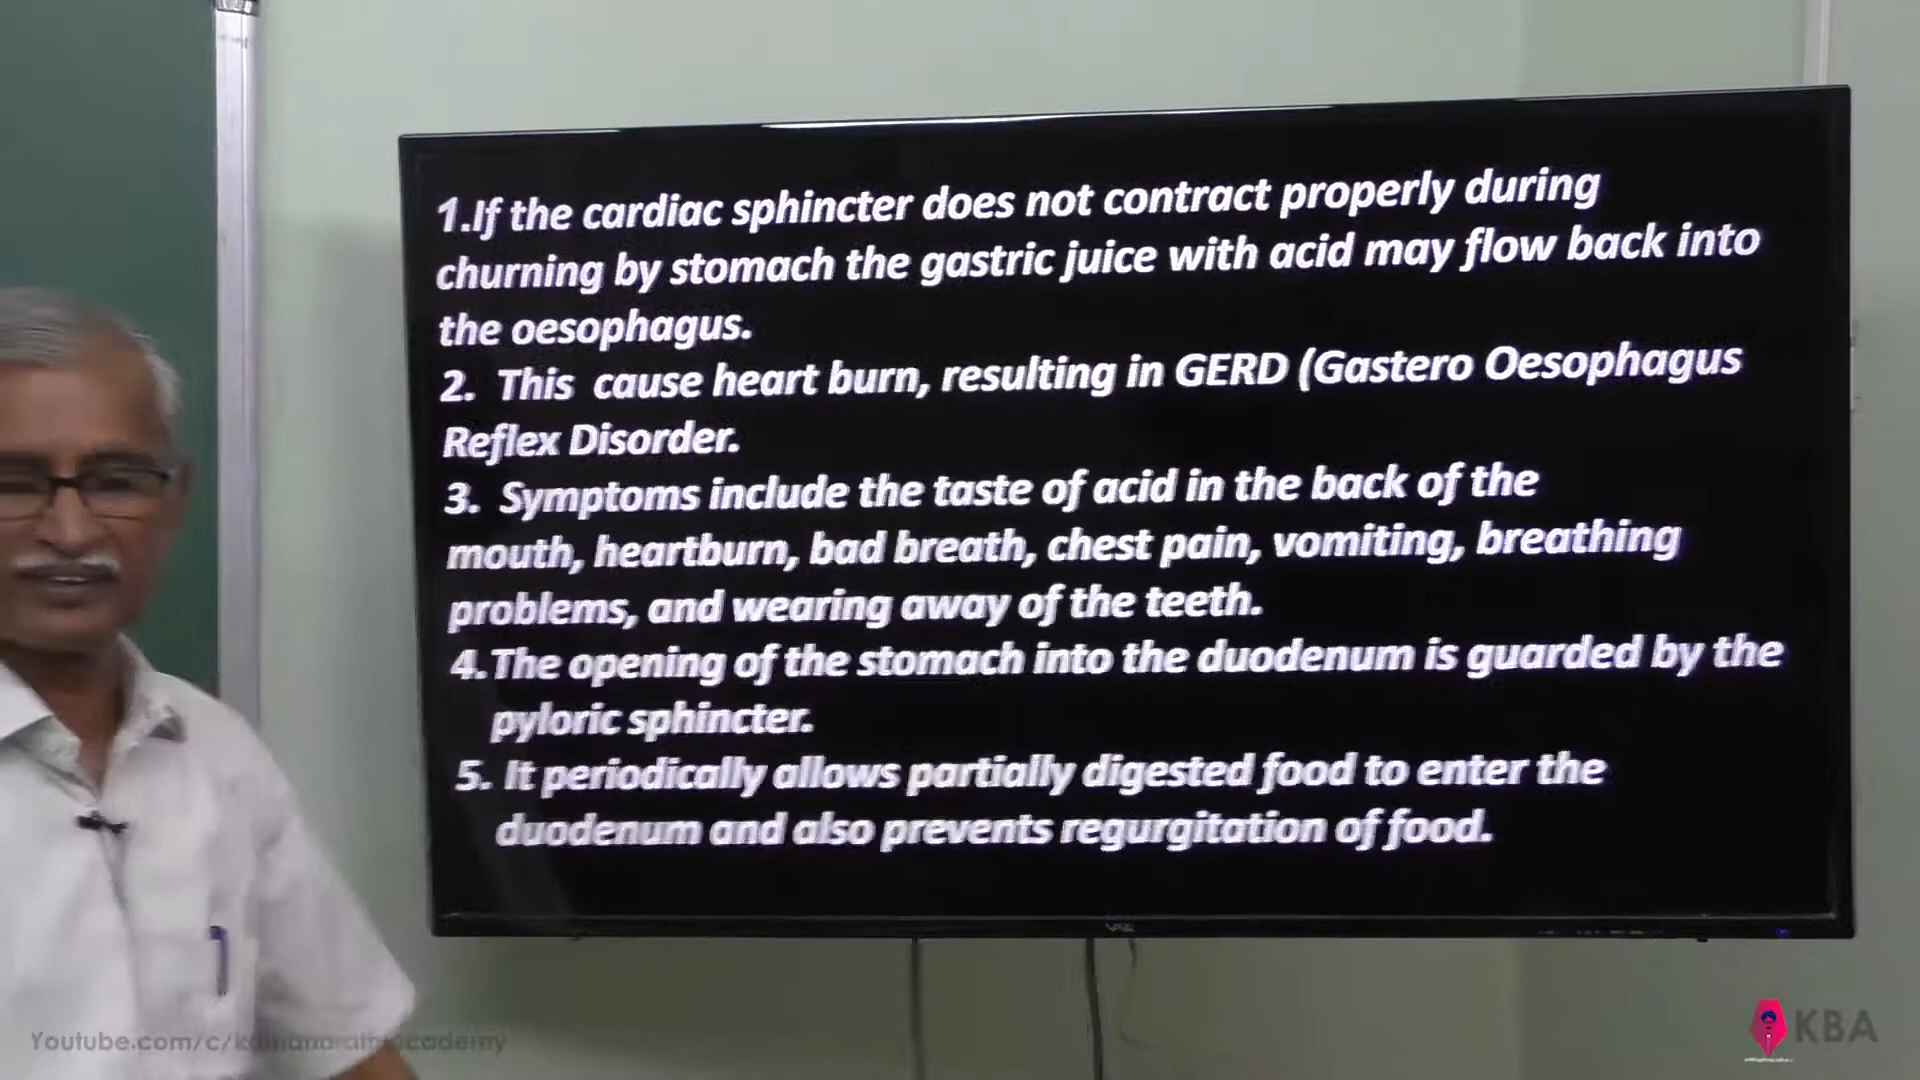 1.If the cardiac sphincter does not contract properly during
churning by stomach the gastric juice with acid may flow back into
the oesophagus.
2. This cause heart burn, resulting in GERD (Gastero Oesophagus
Reflex Disorder.
3. Symptoms include the taste of acid in the back of the
mouth, heartburn, bad breath, chest pain, vomiting, breathing
problems, and wearing away of the teeth.
4. The opening of the stomach into the duodenum is guarded by the
pyloric sphincter.
5. It periodically allows partially digested food to enter the
duodenum and also prevents regurgitation of food.
KBA